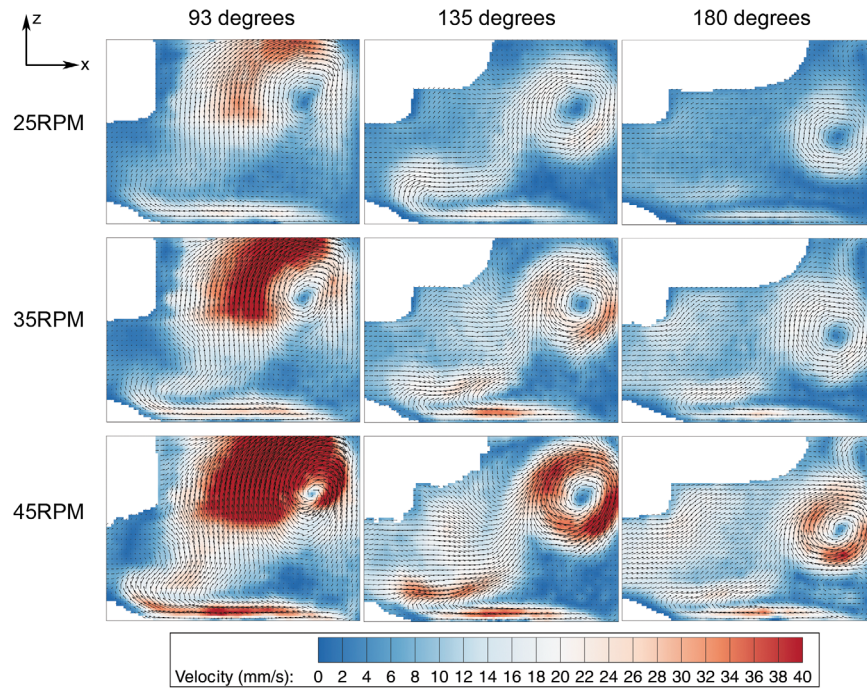 93 degrees 135 degrees 180 degrees
z
x
25RPM
35RPM
45RPM
Velocity (mm/s): 0 2 4 6 8 10 12 14 16 18 20 22 24 26 28 30 32 34 36 38 40